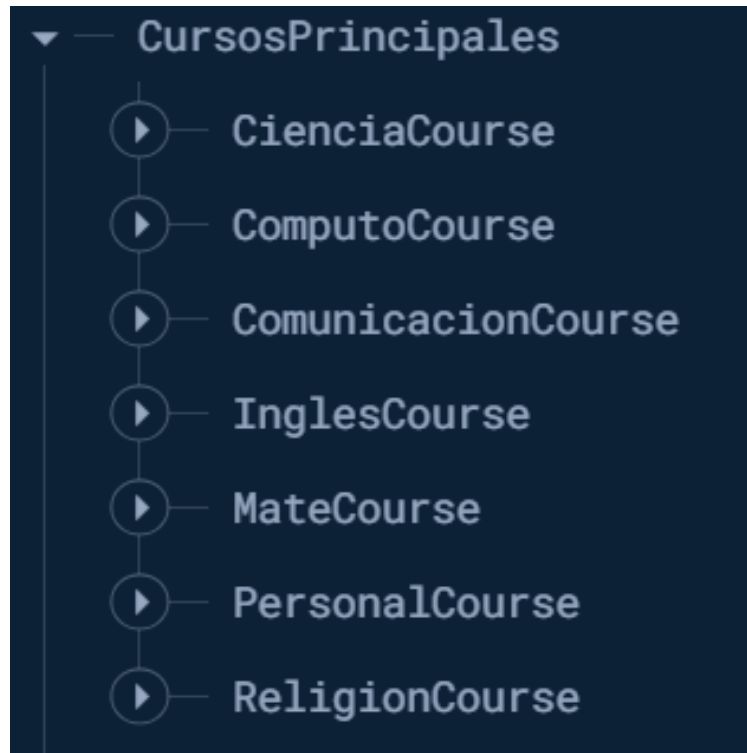 CursosPrincipales
CienciaCourse
ComputoCourse
ComunicacionCourse
InglesCourse
MateCourse
PersonalCourse
ReligionCourse